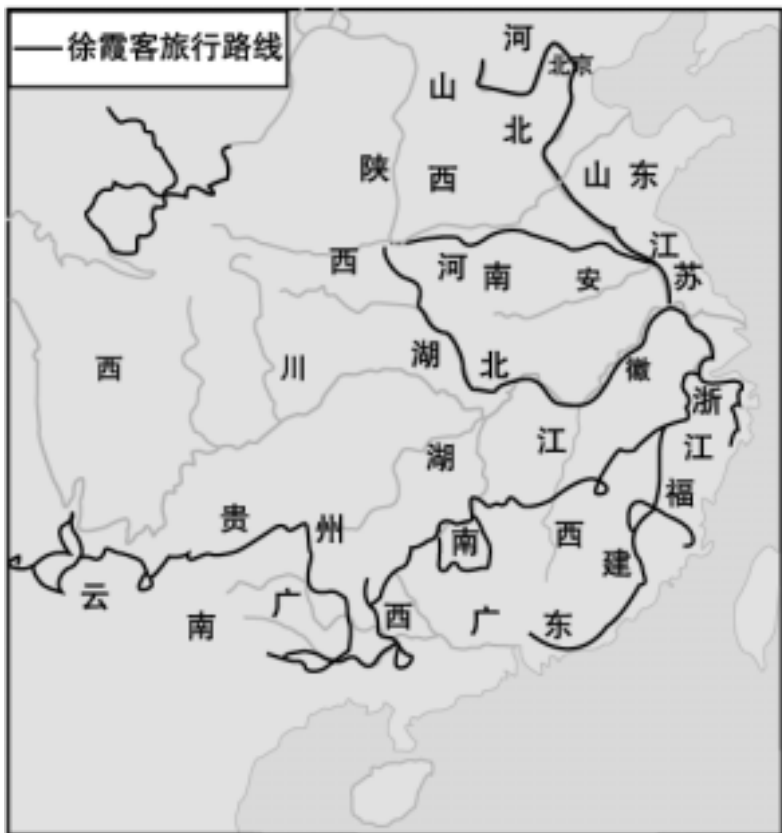 徐霞客旅行路线
河北
北京
山西
山东
陕西
江苏
河南
安徽
西川
湖北
浙江
湖南
江西
福建
贵州
云南
广西
广东